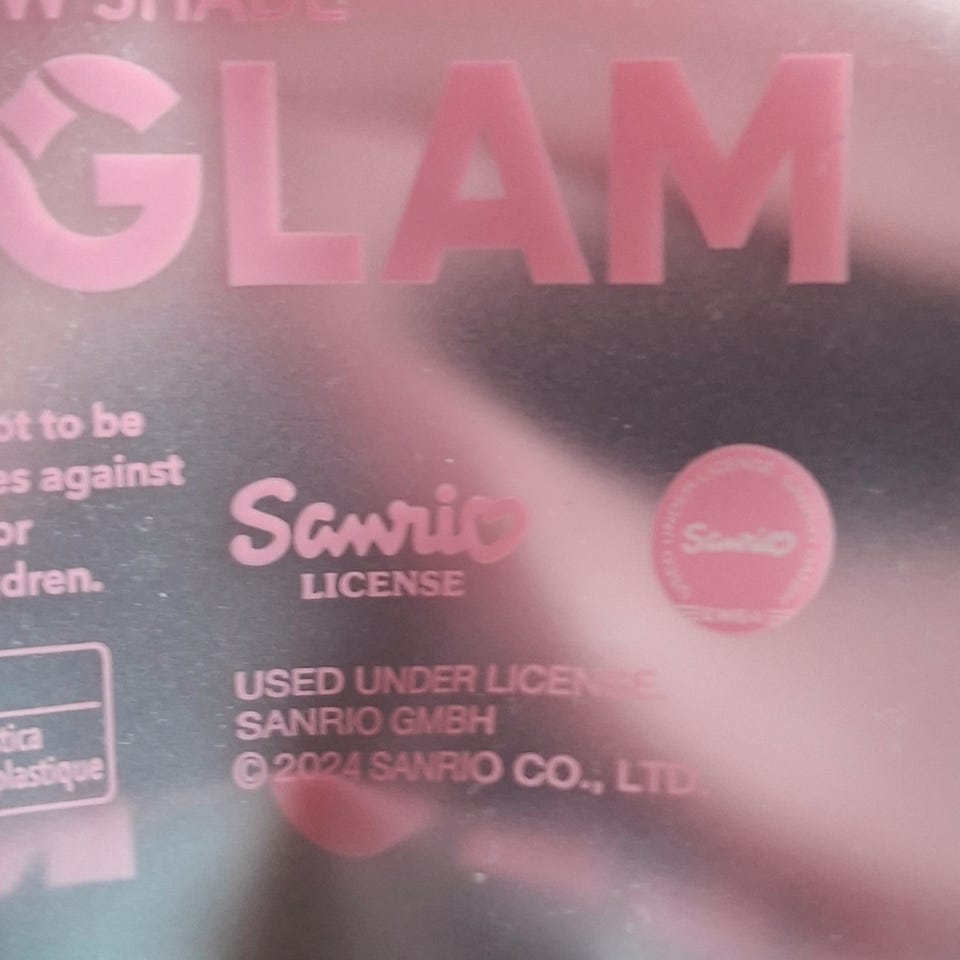 W SHADE
GLAM
ot to be
es against
or
dren.
Sanrio
LICENSE
Sanrio
USED UNDER LICENSE
SANRIO GMBH
© 2024 SANRIO CO., LTD.
tica
plastique